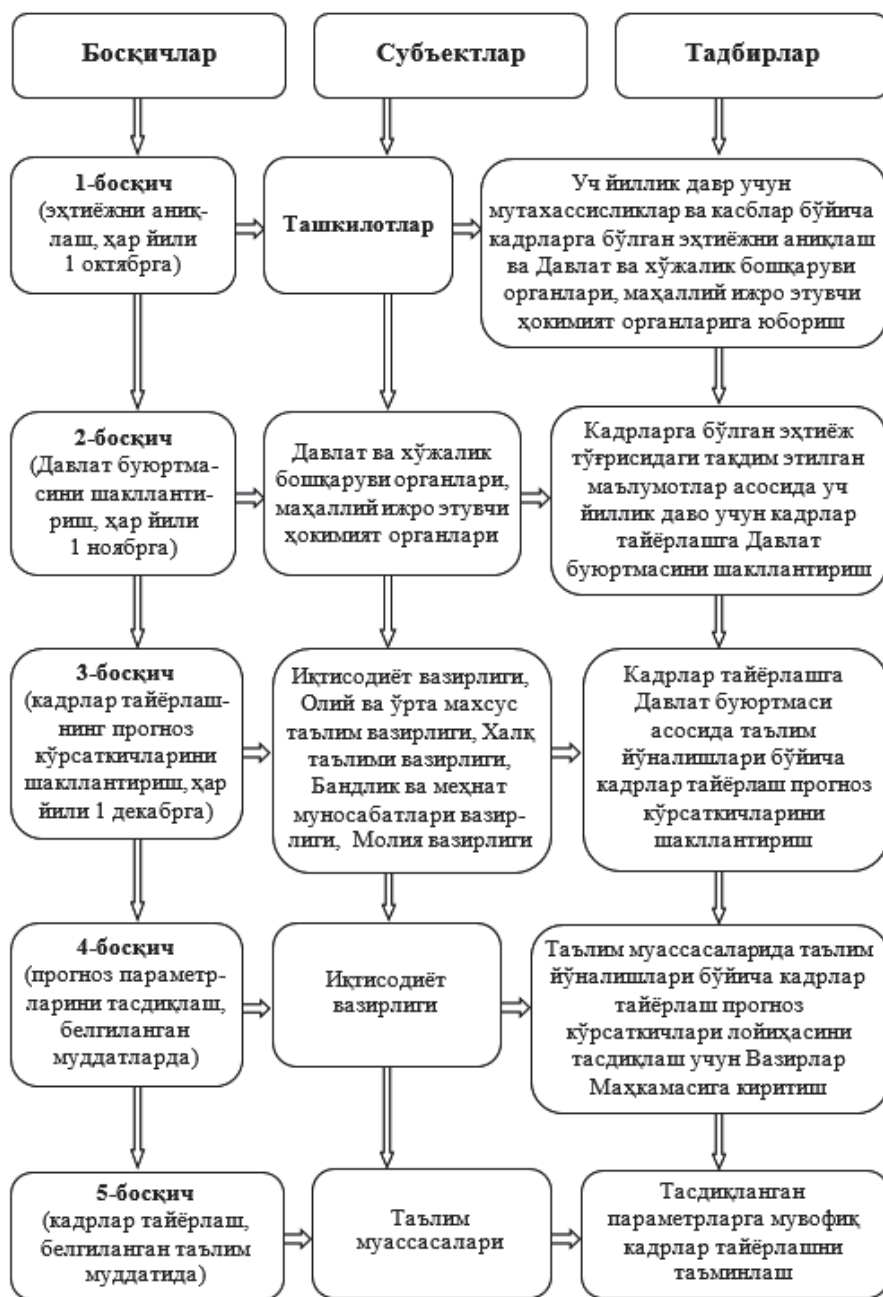 Босқичлар
Субъектлар
Тадбирлар
1-босқич
(эҳтиёжни аниқ-
лаш, ҳар йили
1 октябрга)
Ташкилотлар
Уч йиллик давр учун
мутахассисликлар ва касблар бўйича
кадрларга бўлган эҳтиёжни аниқлаш
ва Давлат ва хўжалик бошқаруви
органлари, маҳаллий ижро этувчи
ҳокимият органларига юбориш
2-босқич
(Давлат буюртма-
сини шакллантири-
риш, ҳар йили
1 ноябрга)
Давлат ва хўжалик
бошқаруви органлари,
маҳаллий ижро этувчи
ҳокимият органлари
Кадрларга бўлган эҳтиёж
тўғрисидаги тақдим этилган
маълумотлар асосида уч
йиллик даво учун кадрлар
тайёрлашга Давлат
буюртмасини шакллантириш
3-босқич
(кадрлар тайёрлаш-
нинг прогноз
кўрсаткичларини
шакллантириш, ҳар
йили 1 декабрга)
Иқтисодиёт вазирлиги,
Олий ва ўрта махсус
таълим вазирлиги, Халқ
таълими вазирлиги,
Бандлик ва меҳнат
муносабатлари вазир-
лиги, Молия вазирлиги
Кадрлар тайёрлашга
Давлат буюртмаси
асосида таълим
йўналишлари бўйича
кадрлар тайёрлаш прогноз
кўрсаткичларини
шакллантириш
4-босқич
(прогноз параметр-
ларини тасдиқлаш,
белгиланган
муддатларда)
Иқтисодиёт
вазирлиги
Таълим муассасаларида таълим
йўналишлари бўйича кадрлар
тайёрлаш прогноз
кўрсаткичлари лойиҳасини
тасдиқлаш учун Вазирлар
Маҳкамасига киритиш
5-босқич
(кадрлар тайёрлаш,
белгиланган таълим
муддатида)
Таълим
муассасалари
Тасдиқланган
параметрларга мувофиқ
кадрлар тайёрлашни
таъминлаш